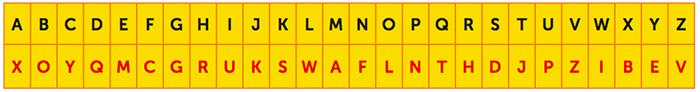 A B C D E F G H I J K L M N O P Q R S T U V W X Y Z
X O Y Q M C G R U K S W A F L N T H D J P Z I B E V